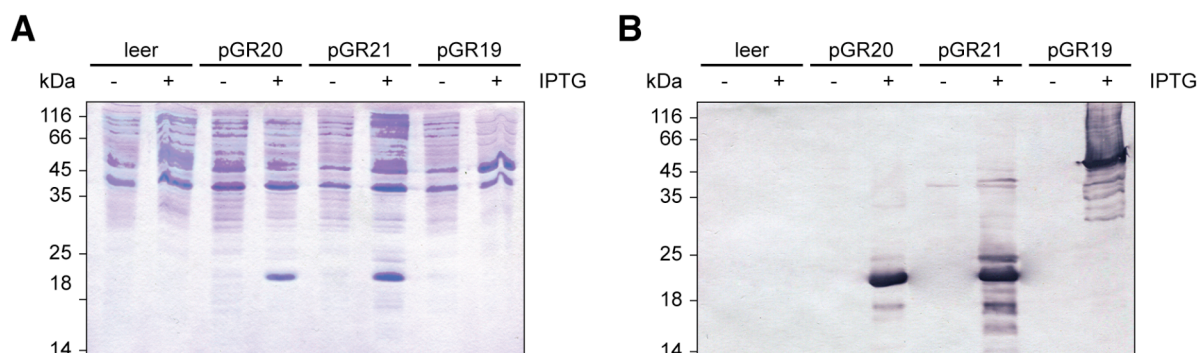 A
leer pGR20 pGR21 pGR19
kDa - + - + - + - + IPTG
116
66
45
35
25
18
14
B
leer pGR20 pGR21 pGR19
kDa - + - + - + - + IPTG
116
66
45
35
25
18
14